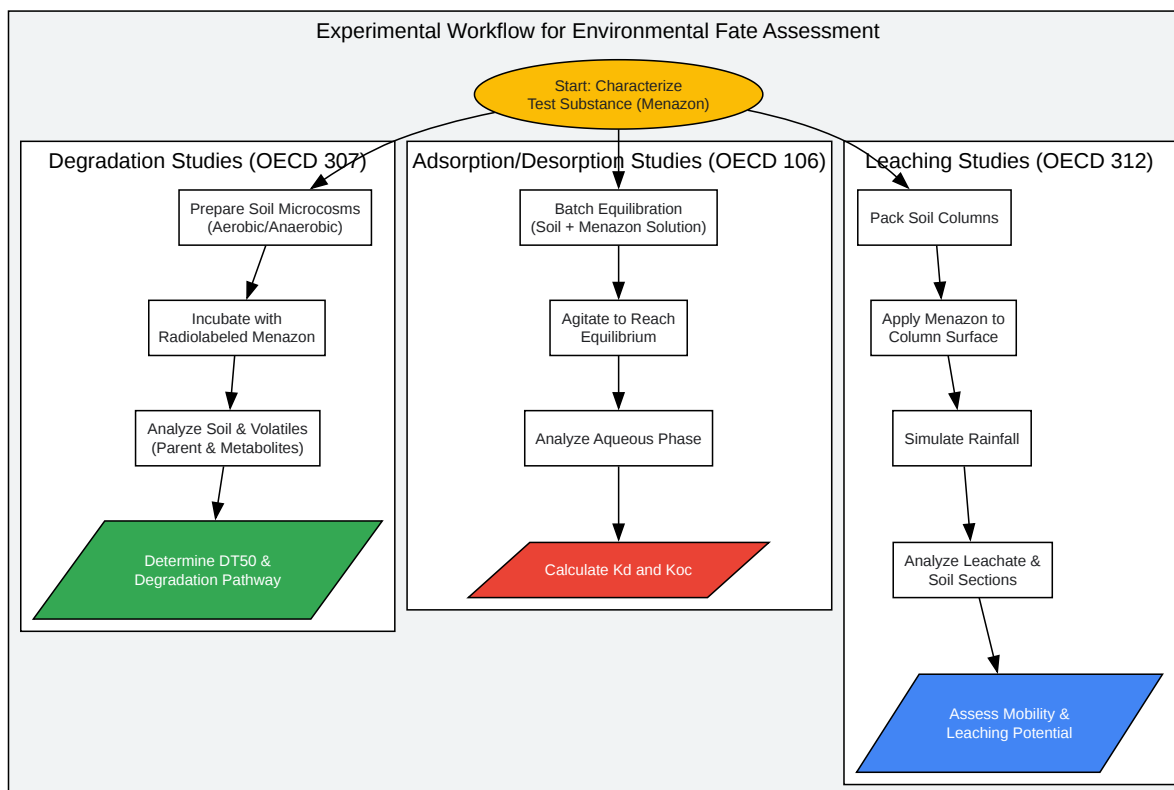 Experimental Workflow for Environmental Fate Assessment
Start: Characterize
Test Substance (Menazon)
Degradation Studies (OECD 307)
Prepare Soil Microcosms
(Aerobic/Anaerobic)
Incubate with
Radiolabeled Menazon
Analyze Soil & Volatiles
(Parent & Metabolites)
Determine DT50 &
Degradation Pathway
Adsorption/Desorption Studies (OECD 106)
Batch Equilibration
(Soil + Menazon Solution)
Agitate to Reach
Equilibrium
Analyze Aqueous Phase
Calculate Kd and Koc
Leaching Studies (OECD 312)
Pack Soil Columns
Apply Menazon to
Column Surface
Simulate Rainfall
Analyze Leachate &
Soil Sections
Assess Mobility &
Leaching Potential